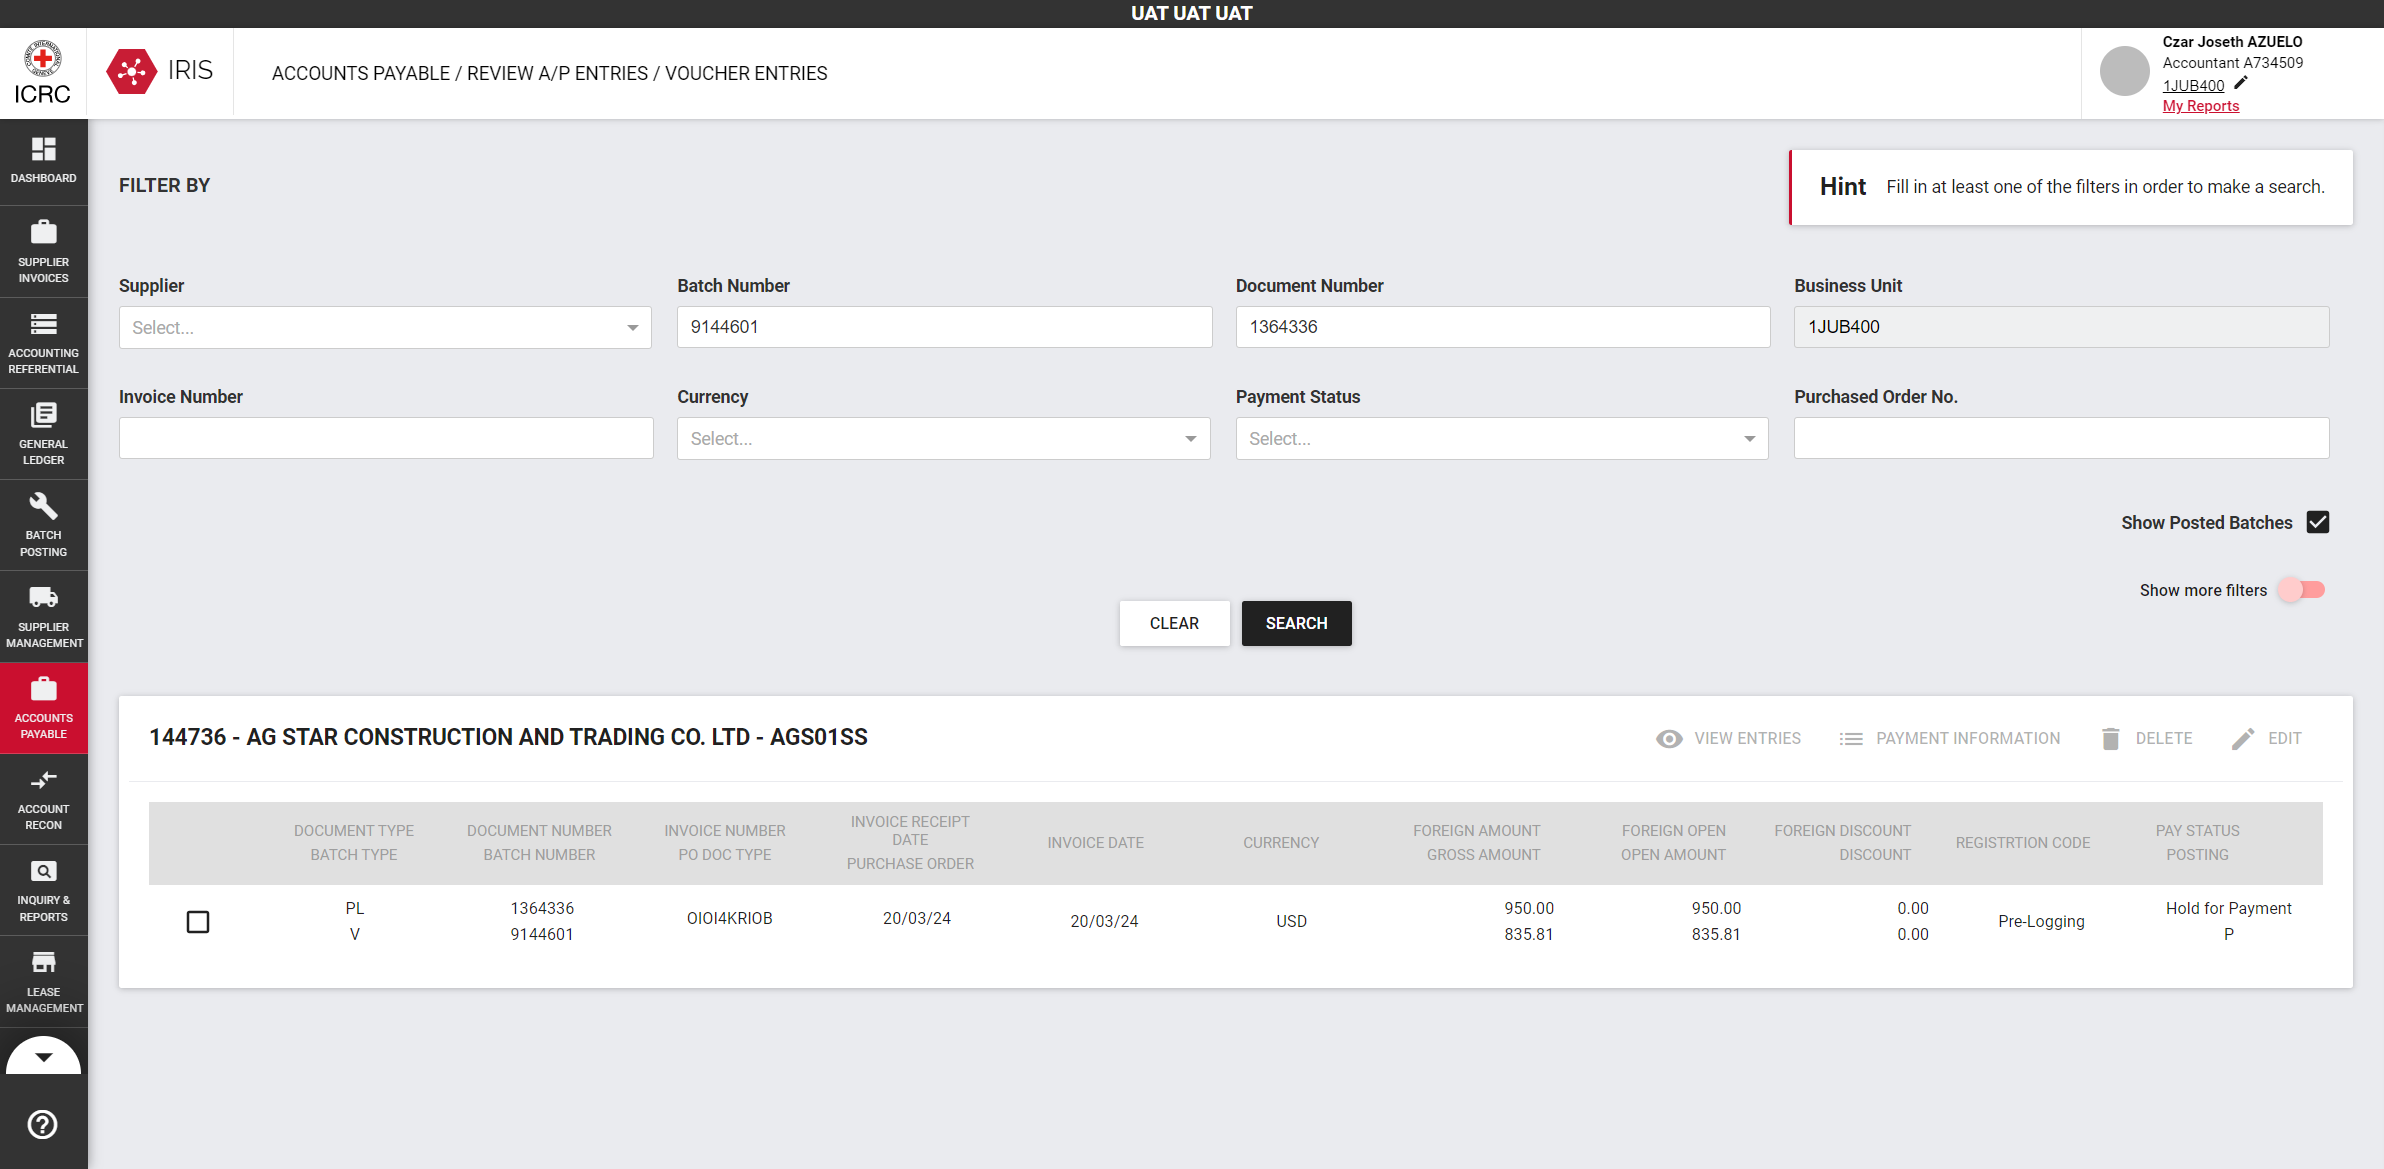 UAT UAT UAT
ICRC
IRIS
ACCOUNTS PAYABLE / REVIEW A/P ENTRIES / VOUCHER ENTRIES
Czar Joseth AZUELO
Accountant A734509
1JUB400
My Reports
DASHBOARD
SUPPLIER
INVOICES
ACCOUNTING
REFERENTIAL
GENERAL
LEDGER
BATCH
POSTING
SUPPLIER
MANAGEMENT
ACCOUNTS
PAYABLE
ACCOUNT
RECON
INQUIRY &
REPORTS
LEASE
MANAGEMENT
FILTER BY
Hint Fill in at least one of the filters in order to make a search.
Supplier
Select...
Batch Number
9144601
Document Number
1364336
Business Unit
1JUB400
Invoice Number
Currency
Select...
Payment Status
Select...
Purchased Order No.
Show Posted Batches
Show more filters
CLEAR
SEARCH
144736 - AG STAR CONSTRUCTION AND TRADING CO. LTD - AGS01SS
VIEW ENTRIES
PAYMENT INFORMATION
DELETE
EDIT
DOCUMENT TYPE
BATCH TYPE
DOCUMENT NUMBER
BATCH NUMBER
INVOICE NUMBER
PO DOC TYPE
INVOICE RECEIPT
DATE
PURCHASE ORDER
INVOICE DATE
CURRENCY
FOREIGN AMOUNT
GROSS AMOUNT
FOREIGN OPEN
OPEN AMOUNT
FOREIGN DISCOUNT
DISCOUNT
REGISTRTION CODE
PAY STATUS
POSTING
PL
V
1364336
9144601
OIOI4KRIOB
20/03/24
20/03/24
USD
950.00
835.81
950.00
835.81
0.00
0.00
Pre-Logging
Hold for Payment
P